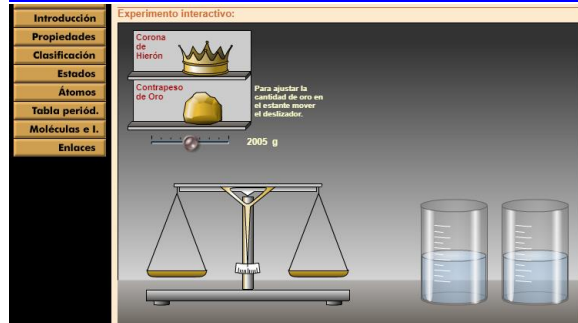 Experimento interactivo:
Introducción
Propiedades
Clasificación
Estados
Átomos
Tabla periód.
Moléculas e I.
Enlaces
Corona
de
Hierón
Contrapeso
de Oro
Para ajustar la
cantidad de oro en
el estante mover
el deslizador.
2005 g